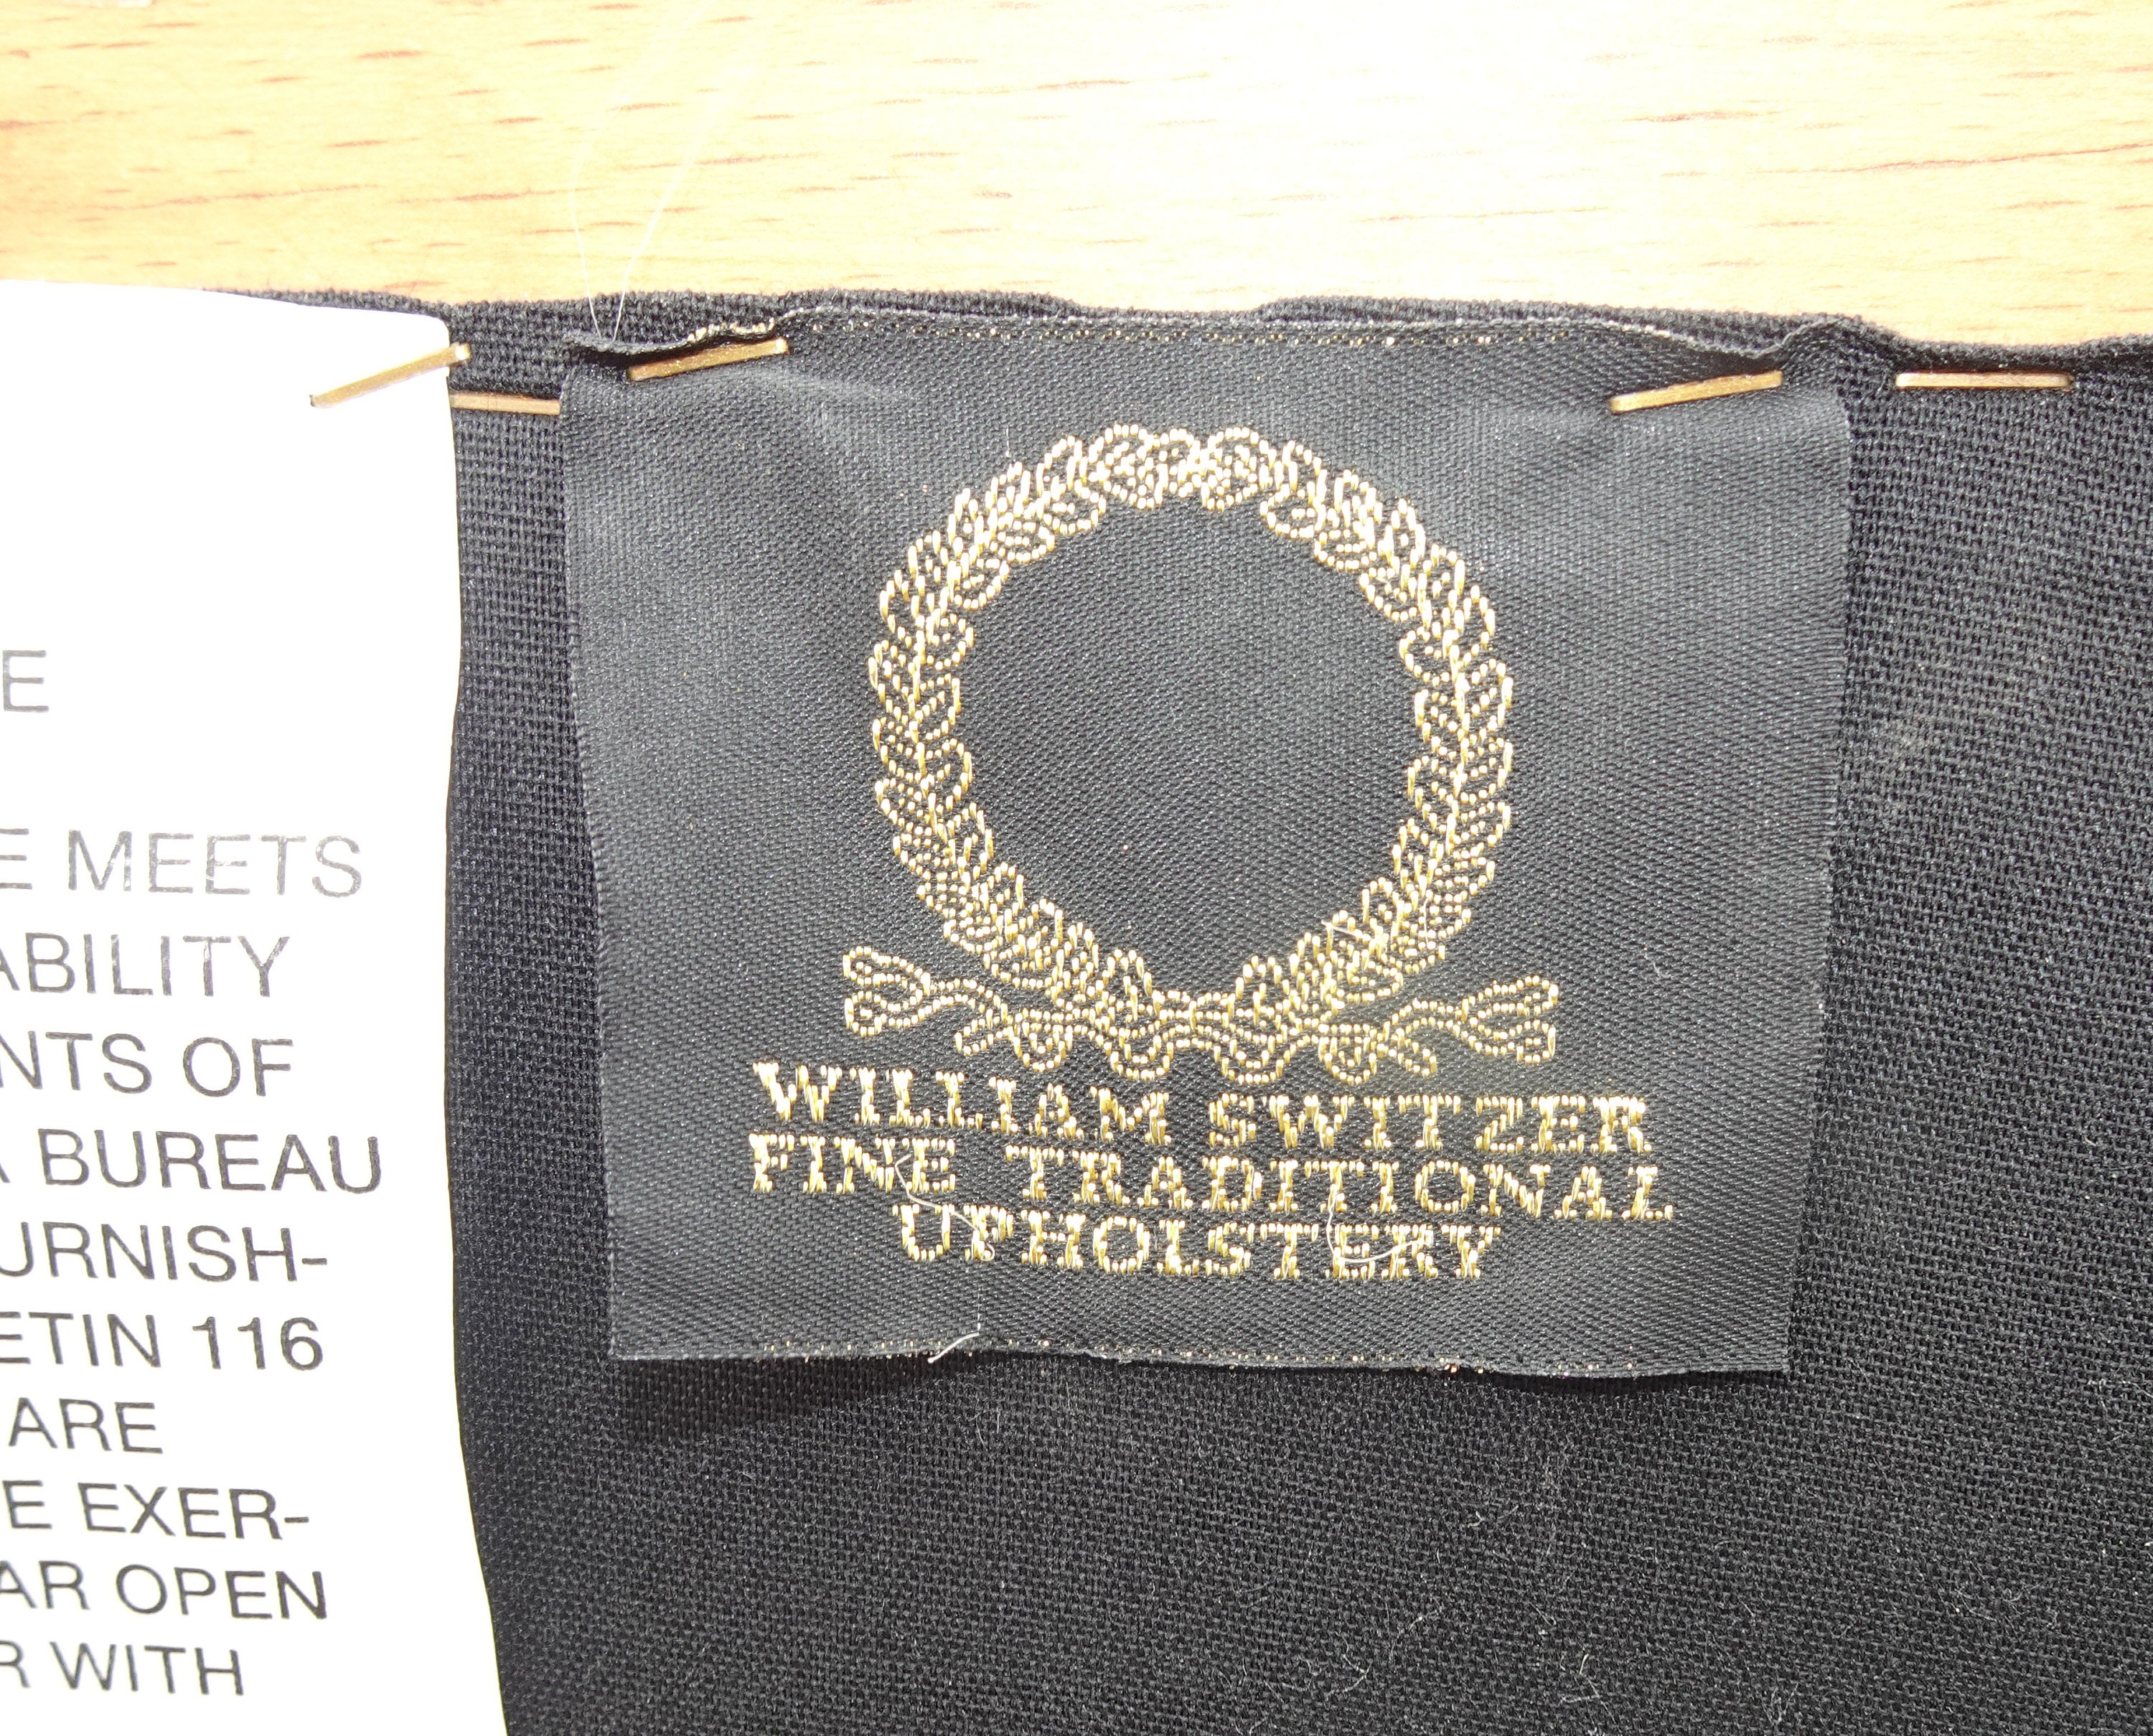 E
E MEETS
ABILITY
NTS OF
A BUREAU
URNISH-
ETIN 116
ARE
E EXER-
AR OPEN
R WITH
WILLIAM SWITZER
FINE TRADITIONAL
UPHOLSTERY